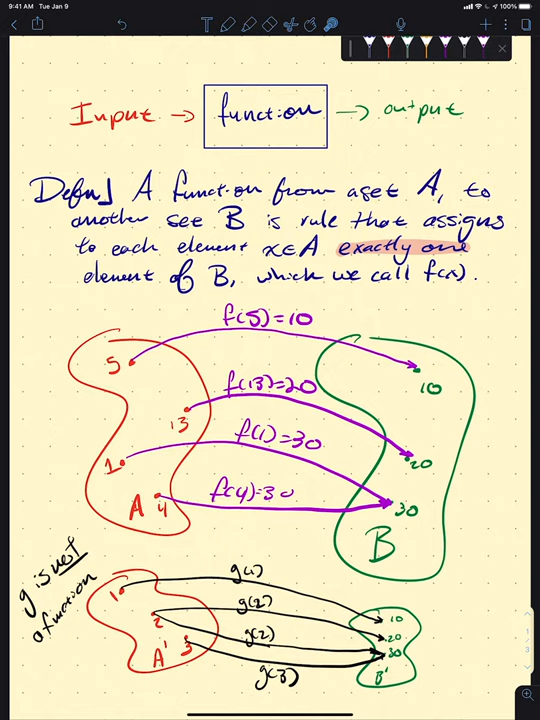 9:41 AM Tue Jan 9
100%
Input → function → output
Defn] A function from a set A, to
another set B is rule that assigns
to each element x∈A exactly one
element of B, which we call f(x).
f(5)=10
5
10
f(13)=20
13
f(1)=30
1
20
f(4)=30
A 4
30
B
g is not
a function
1
g(1)
10
2
g(2)
20
g(2)
30
A' 3
g(3)
B'
1
3